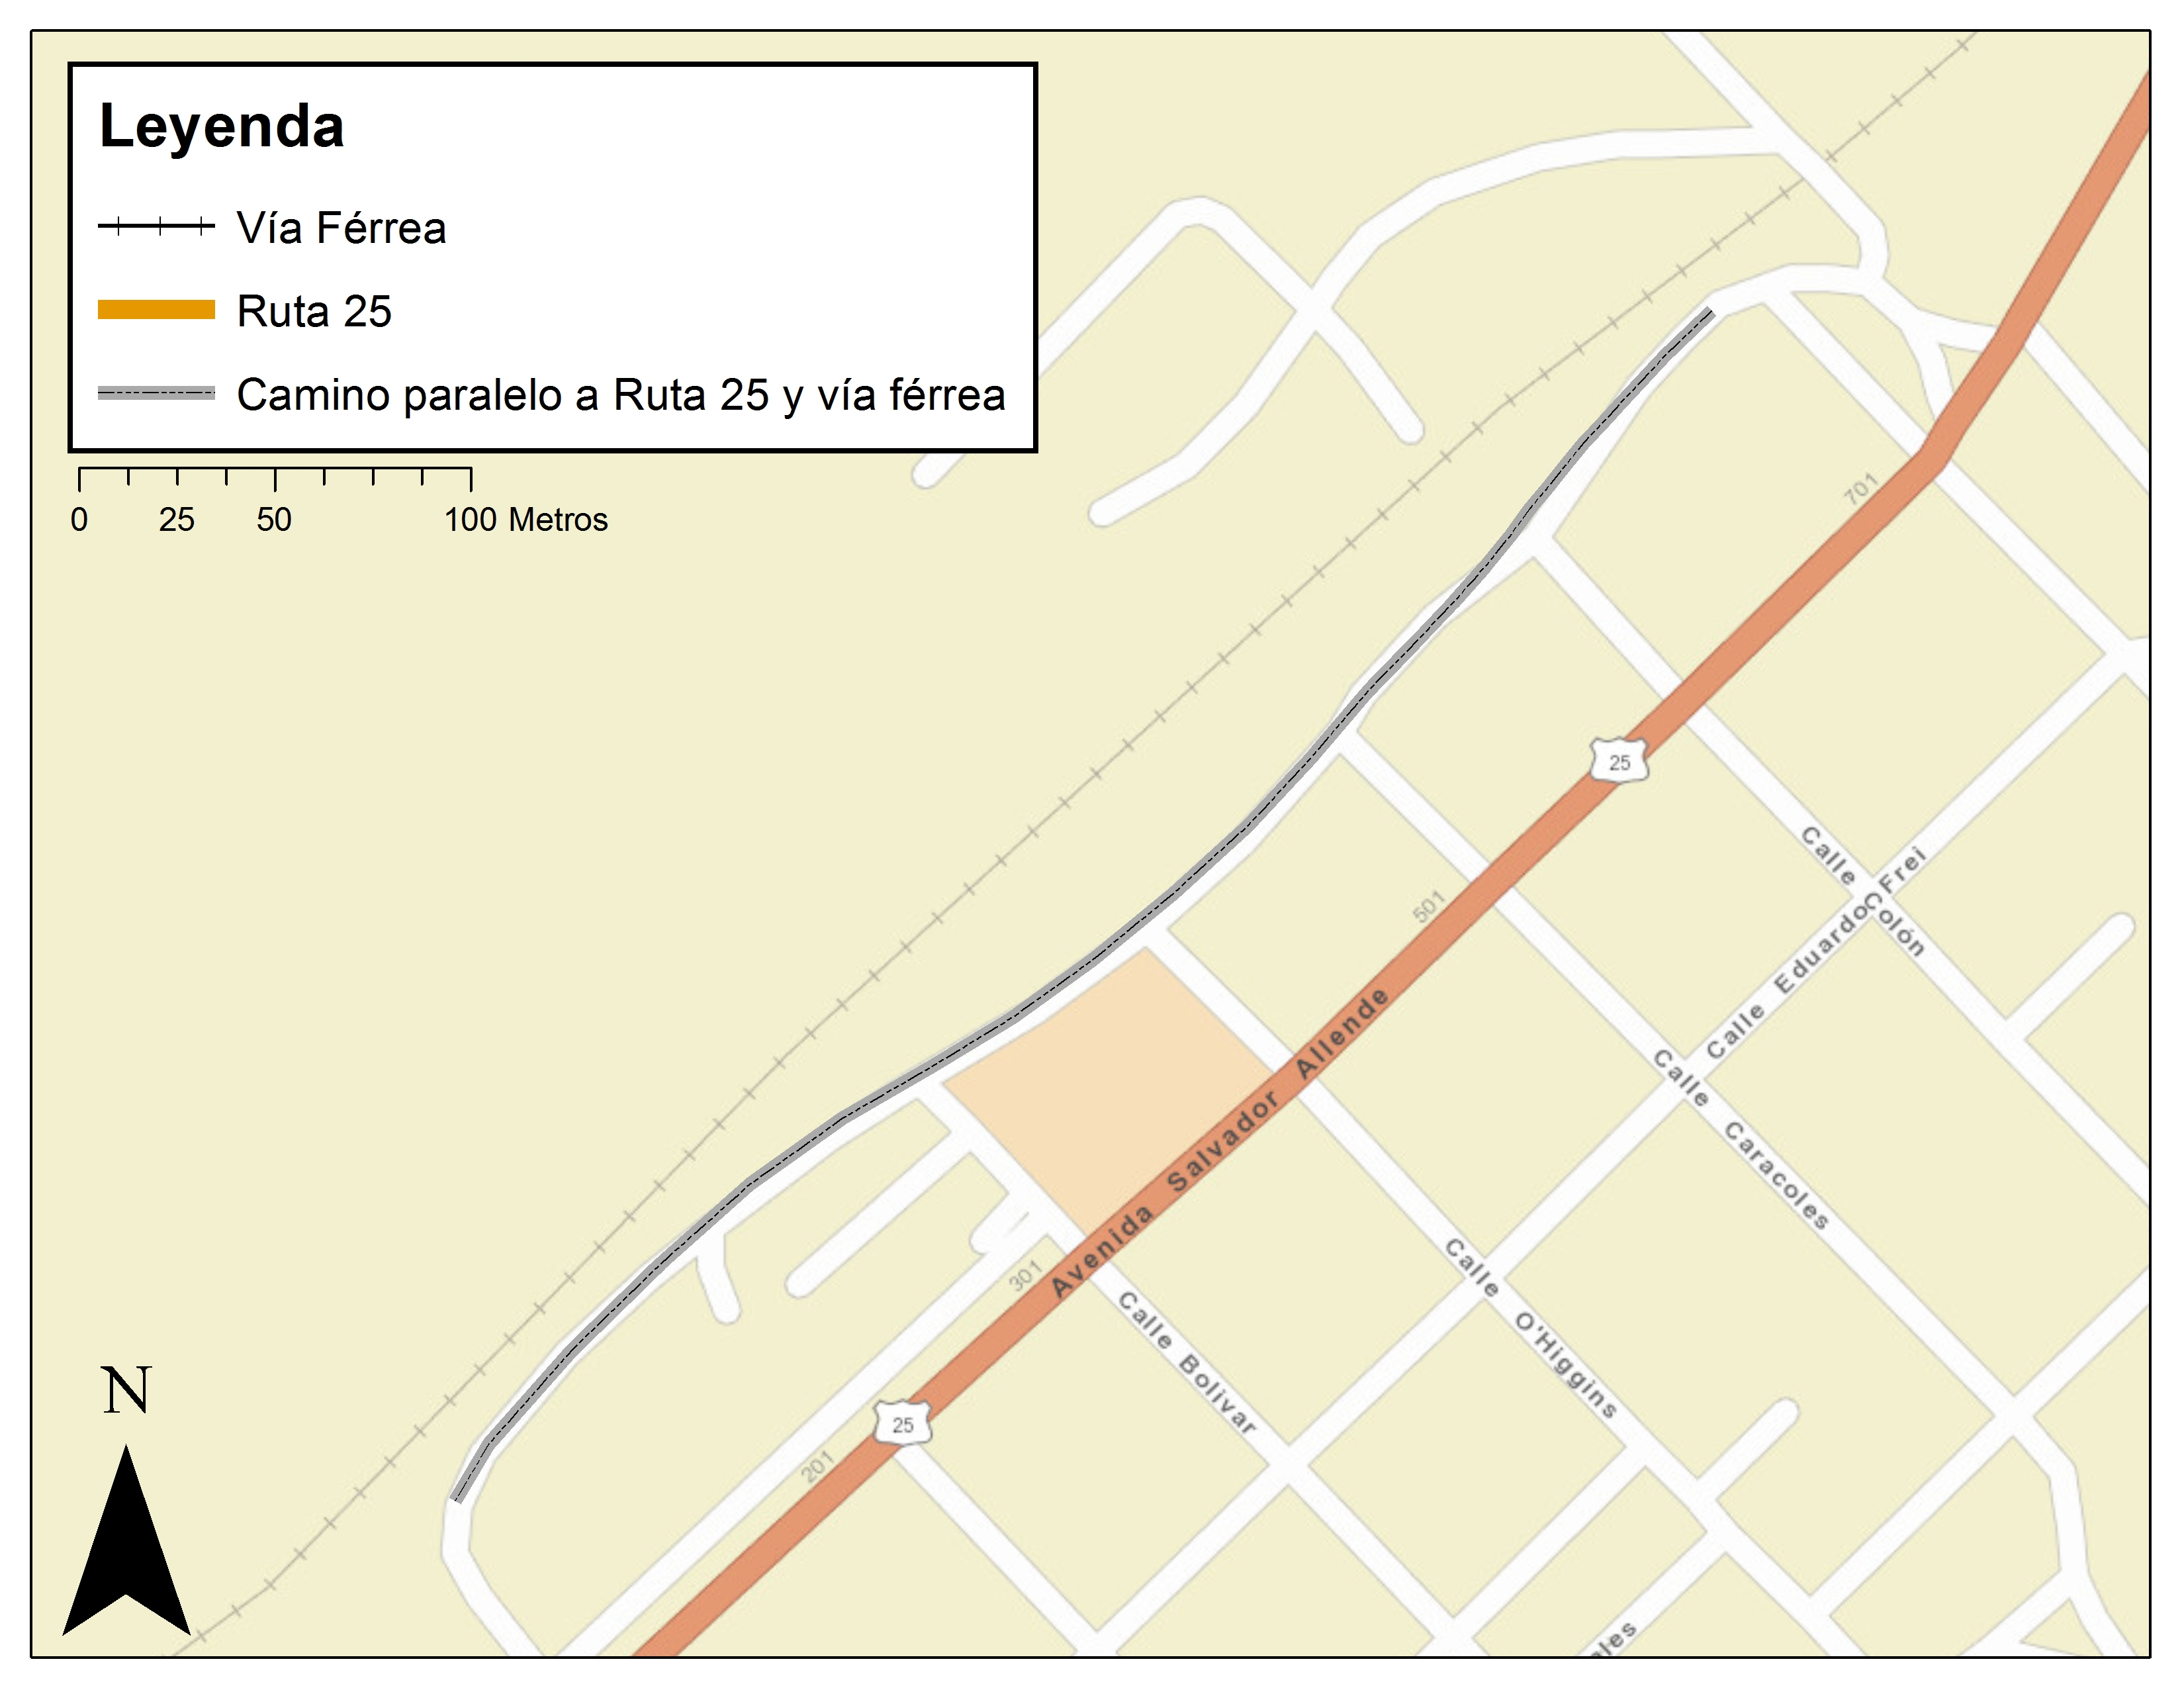 Leyenda
Vía Férrea
Ruta 25
Camino paralelo a Ruta 25 y vía férrea
0 25 50 100 Metros
701
25
Calle Colón
Calle Eduardo Frei
501
Avenida Salvador Allende
Calle Caracoles
Calle O'Higgins
301
Calle Bolivar
25
201
N
ales